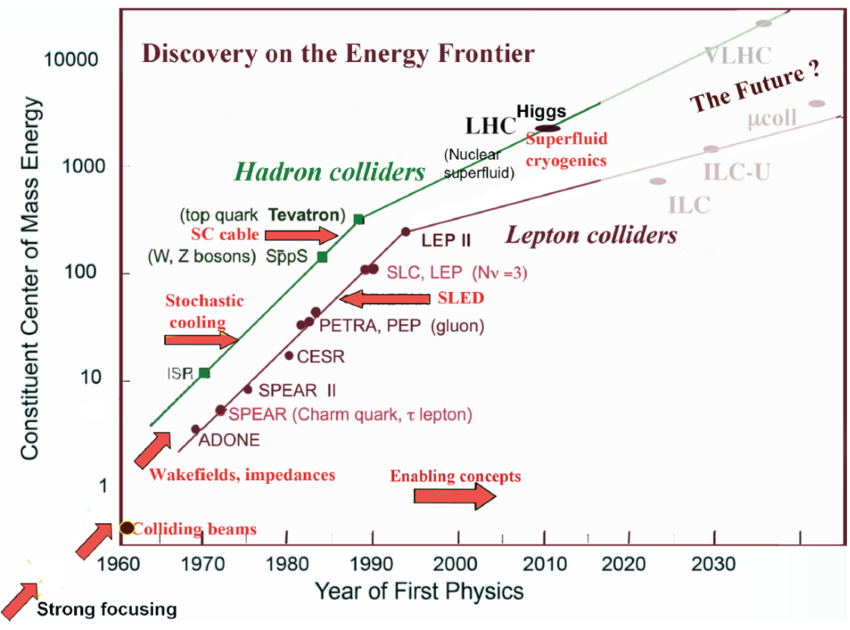 Discovery on the Energy Frontier
10000
1000
100
10
1
Constituent Center of Mass Energy
VLHC
The Future ?
μcoll
ILC-U
ILC
Higgs
LHC
Superfluid
cryogenics
(Nuclear
superfluid)
Hadron colliders
(top quark Tevatron)
SC cable
(W, Z bosons) Sp̄pS
LEP II
Lepton colliders
SLC, LEP (Nν =3)
Stochastic
cooling
SLED
PETRA, PEP (gluon)
CESR
ISR
SPEAR II
SPEAR (Charm quark, τ lepton)
ADONE
Wakefields, impedances
Enabling concepts
Colliding beams
1960 1970 1980 1990 2000 2010 2020 2030
Year of First Physics
Strong focusing